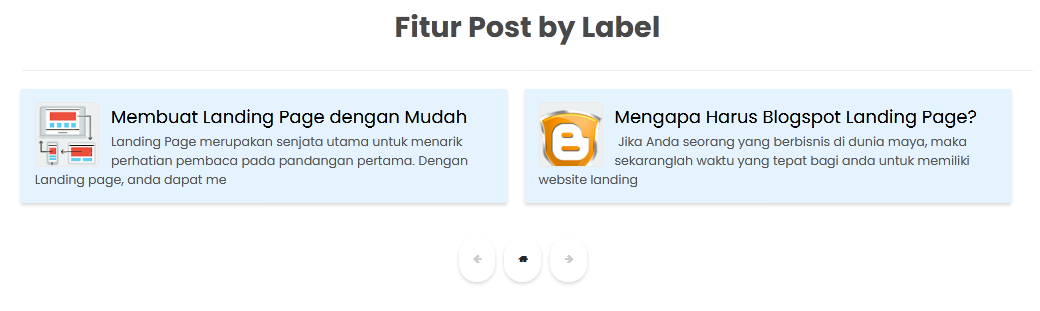 Fitur Post by Label
Membuat Landing Page dengan Mudah
Landing Page merupakan senjata utama untuk menarik
perhatian pembaca pada pandangan pertama. Dengan
Landing page, anda dapat me
Mengapa Harus Blogspot Landing Page?
Jika Anda seorang yang berbisnis di dunia maya, maka
sekaranglah waktu yang tepat bagi anda untuk memiliki
website landing